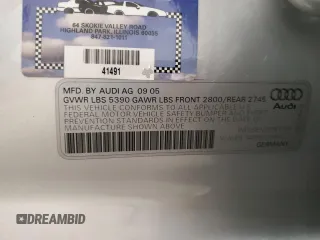 64 SKOKIE VALLEY ROAD
HIGHLAND PARK, ILLINOIS 60035
41491
MFD. BY AUDI AG 09 05
GVWR LBS 5390 GAWR LBS FRONT 2800/REAR 2745
THIS VEHICLE CONFORMS TO ALL APPLICABLE U.S.
FEDERAL MOTOR VEHICLE SAFETY BUMPER AND THEFT
PREVENTION STANDARDS IN EFFECT ON THE DATE OF
MANUFACTURE SHOWN ABOVE
Audi
DREAMBID